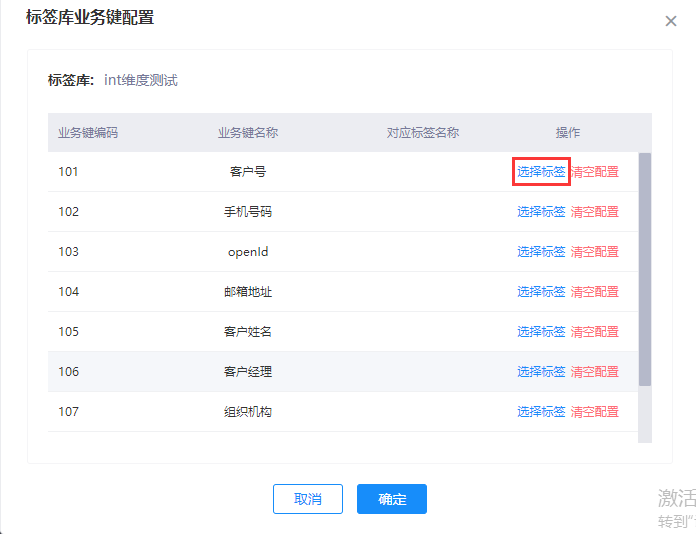 标签库业务键配置
标签库： int维度测试
业务键编码 业务键名称 对应标签名称 操作
101 客户号 选择标签 清空配置
102 手机号码 选择标签 清空配置
103 openId 选择标签 清空配置
104 邮箱地址 选择标签 清空配置
105 客户姓名 选择标签 清空配置
106 客户经理 选择标签 清空配置
107 组织机构 选择标签 清空配置
取消 确定
激活
转到"